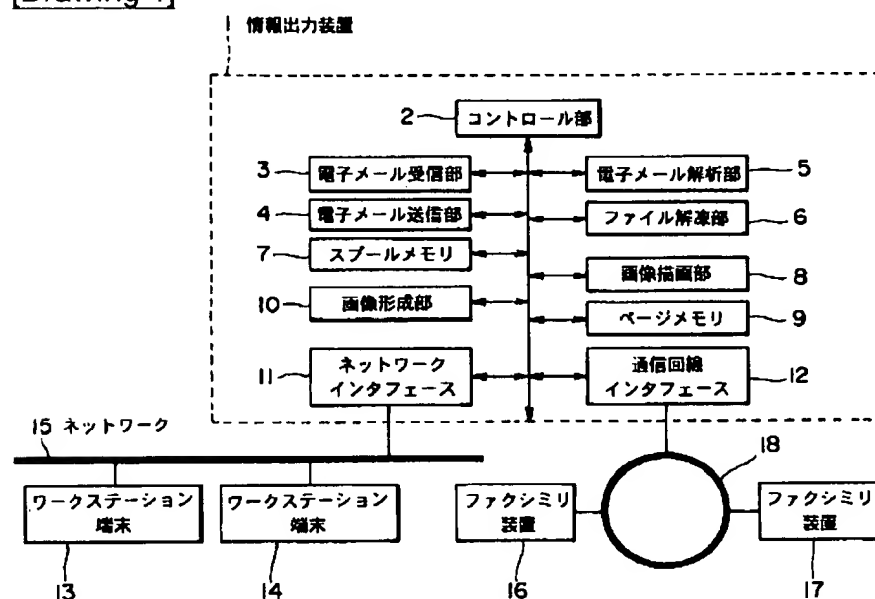 [Drawing 1]
1 情報出力装置
2 コントロール部
3 電子メール受信部
電子メール解析部 5
4 電子メール送信部
ファイル解凍部 6
7 スプールメモリ
画像描画部 8
10 画像形成部
ページメモリ 9
11 ネットワーク
インタフェース
通信回線
インタフェース 12
15 ネットワーク
18
ワークステーション
端末
ワークステーション
端末
ファクシミリ
装置
ファクシミリ
装置
13
14
16
17